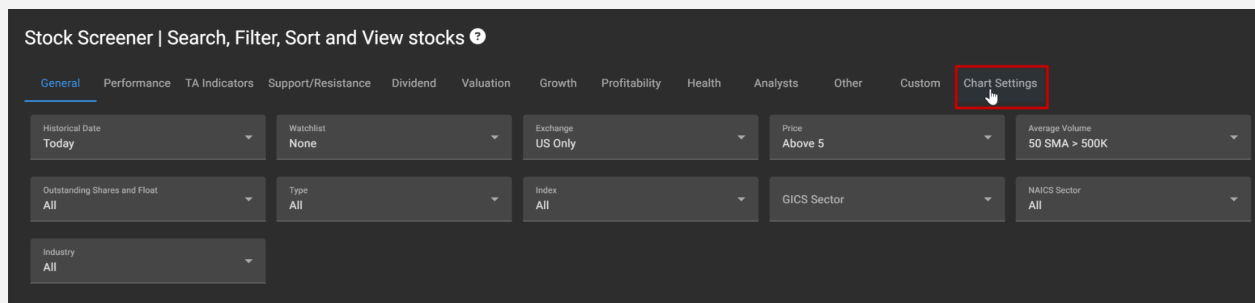 Stock Screener | Search, Filter, Sort and View stocks ?
General Performance TA Indicators Support/Resistance Dividend Valuation Growth Profitability Health Analysts Other Custom Chart Settings
Historical Date Watchlist Exchange Price Average Volume
Today None US Only Above 5 50 SMA > 500K
Outstanding Shares and Float Type Index GICS Sector NAICS Sector
All All All All
Industry
All